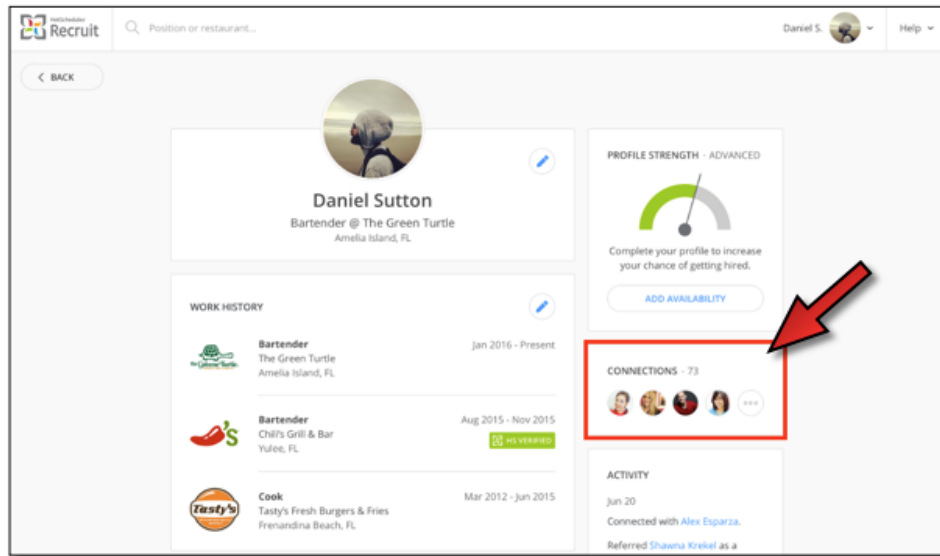 HotSchedules
Recruit
Position or restaurant...
Daniel S.
Help
BACK
Daniel Sutton
Bartender @ The Green Turtle
Amelia Island, FL
PROFILE STRENGTH · ADVANCED
Complete your profile to increase
your chance of getting hired.
ADD AVAILABILITY
WORK HISTORY
Bartender
Jan 2016 - Present
The Green Turtle
Amelia Island, FL
Bartender
Aug 2015 - Nov 2015
Chili's Grill & Bar
HS VERIFIED
Yulee, FL
Tasty's
Cook
Mar 2012 - Jun 2015
Tasty's Fresh Burgers & Fries
Frenandina Beach, FL
CONNECTIONS · 73
ACTIVITY
Jun 20
Connected with Alex Esparza.
Referred Shawna Krekel as a